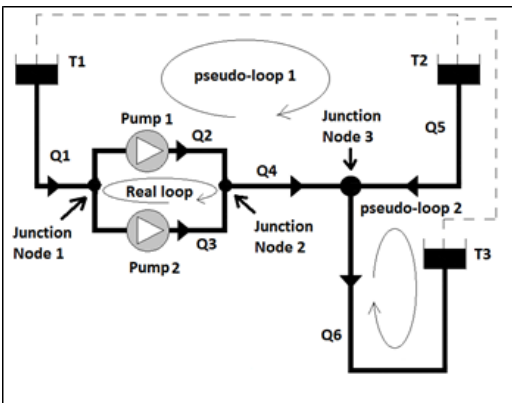 T1
T2
pseudo-loop 1
Pump 1
Q2
Junction
Node 3
Q5
Q1
Q4
Real loop
pseudo-loop 2
Junction
Node 1
Q3
Junction
Node 2
Pump 2
T3
Q6